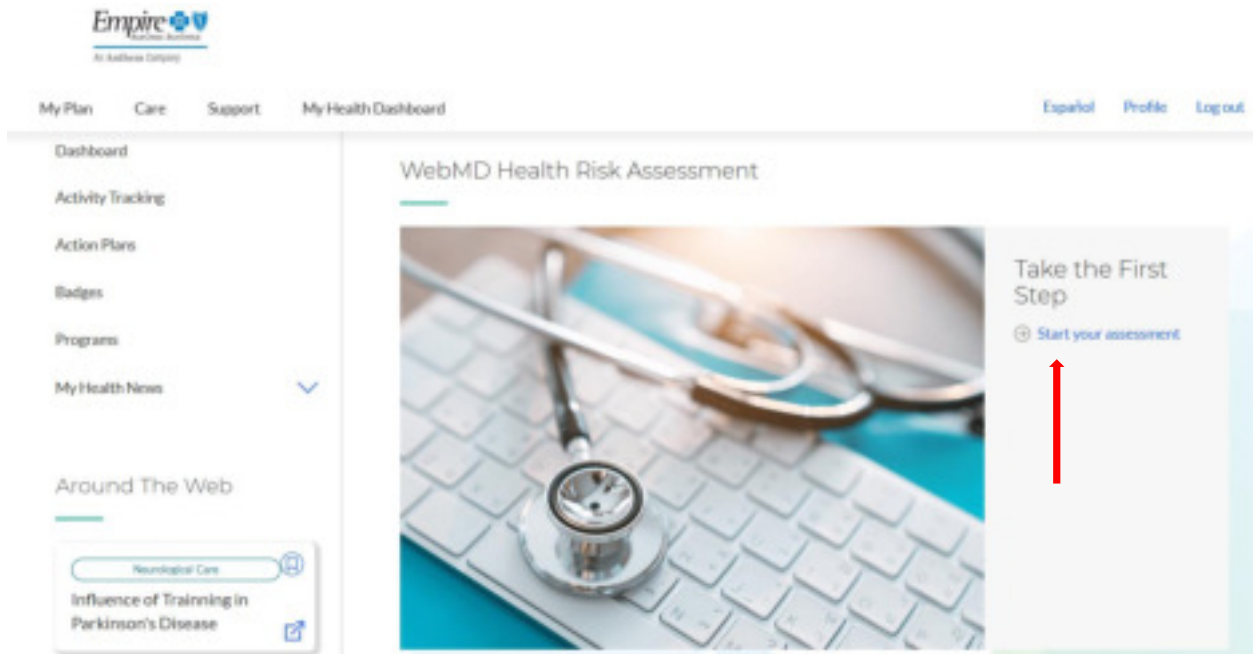 Empire
My Plan Care Support My Health Dashboard Español Profile Log out
Dashboard
Activity Tracking
Action Plans
Badges
Programs
My Health News
Around The Web
Neurological Care
Influence of Trainning in
Parkinson's Disease
WebMD Health Risk Assessment
Take the First
Step
Start your assessment